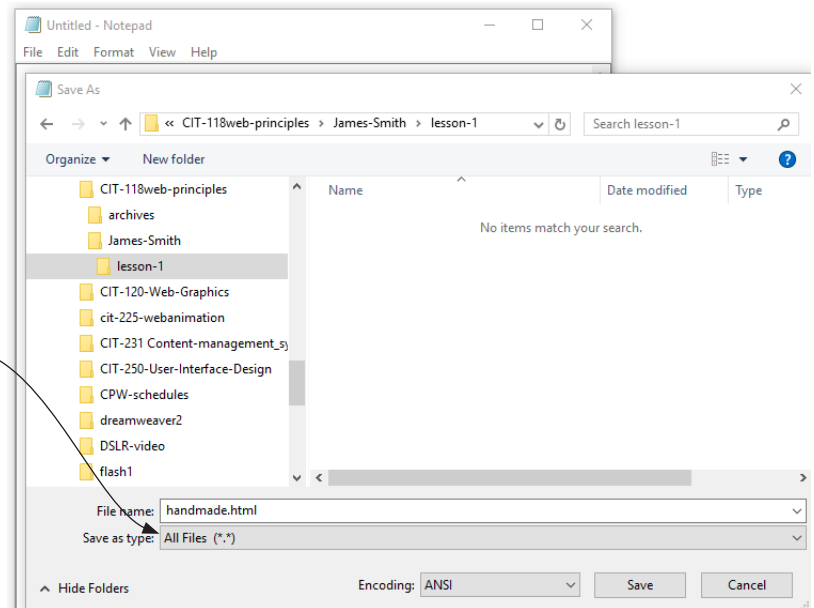 Untitled - Notepad
File Edit Format View Help
Save As
« CIT-118web-principles › James-Smith › lesson-1
Search lesson-1
Organize New folder
?
CIT-118web-principles
archives
James-Smith
lesson-1
CIT-120-Web-Graphics
cit-225-webanimation
CIT-231 Content-management_sy
CIT-250-User-Interface-Design
CPW-schedules
dreamweaver2
DSLR-video
flash1
Name Date modified Type
No items match your search.
File name: handmade.html
Save as type: All Files (*.*)
Hide Folders
Encoding: ANSI
Save
Cancel